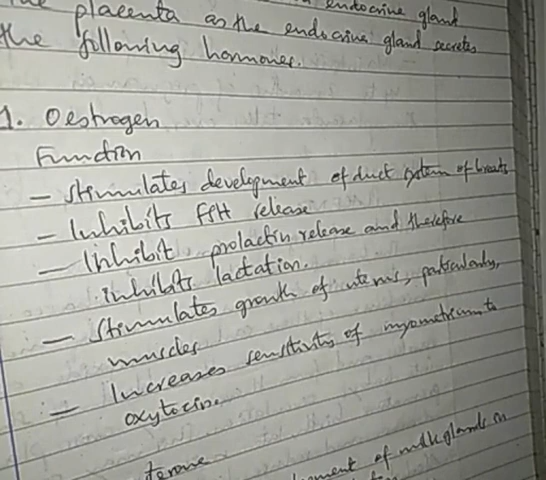 placenta as the endocrine gland secretes
endocrine gland
the following hormones.
1. Oestrogen
Function
- Stimulates development of duct system of breasts
- Inhibits FSH release
- Inhibit prolactin release and therefore
inhibits lactation.
- Stimulates growth of uterus, particularly,
muscles
- Increases sensitivity of myometrium to
oxytocin.
terone
ment of milk glands in